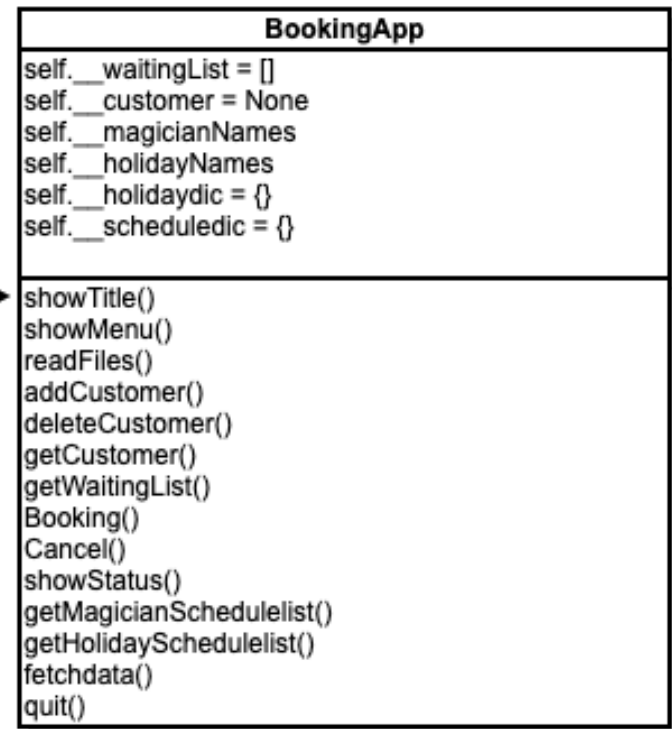 BookingApp
self.__waitingList = []
self.__customer = None
self.__magicianNames
self.__holidayNames
self.__holidaydic = {}
self.__scheduledic = {}
showTitle()
showMenu()
readFiles()
addCustomer()
deleteCustomer()
getCustomer()
getWaitingList()
Booking()
Cancel()
showStatus()
getMagicianSchedulelist()
getHolidaySchedulelist()
fetchdata()
quit()